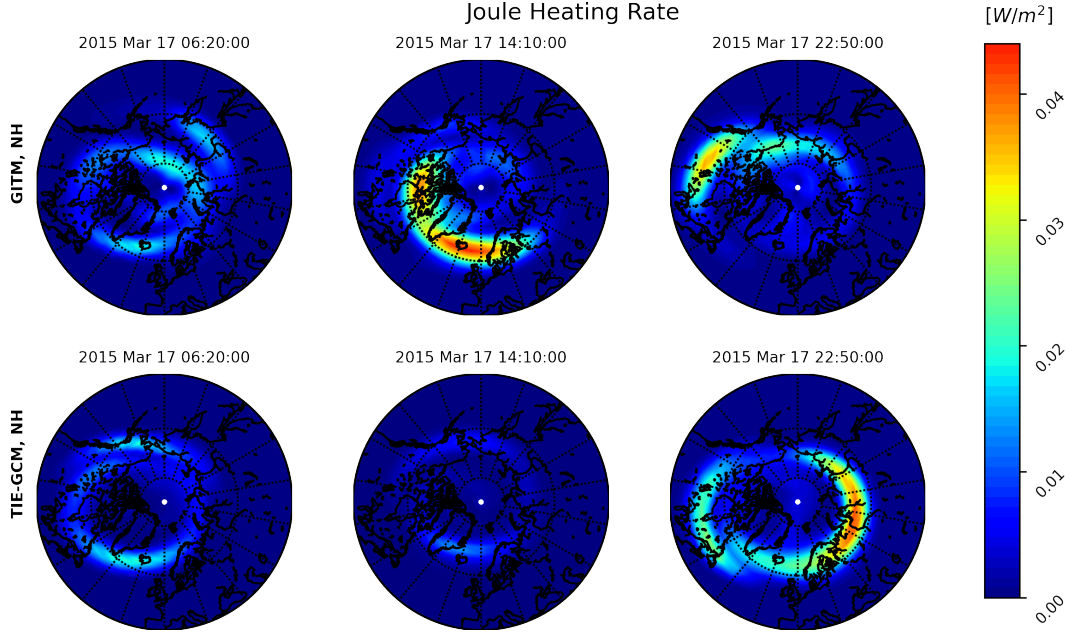 Joule Heating Rate
[W/m²]
2015 Mar 17 06:20:00
2015 Mar 17 14:10:00
2015 Mar 17 22:50:00
GITM, NH
0.04
0.03
2015 Mar 17 06:20:00
2015 Mar 17 14:10:00
2015 Mar 17 22:50:00
TIE-GCM, NH
0.02
0.01
0.00